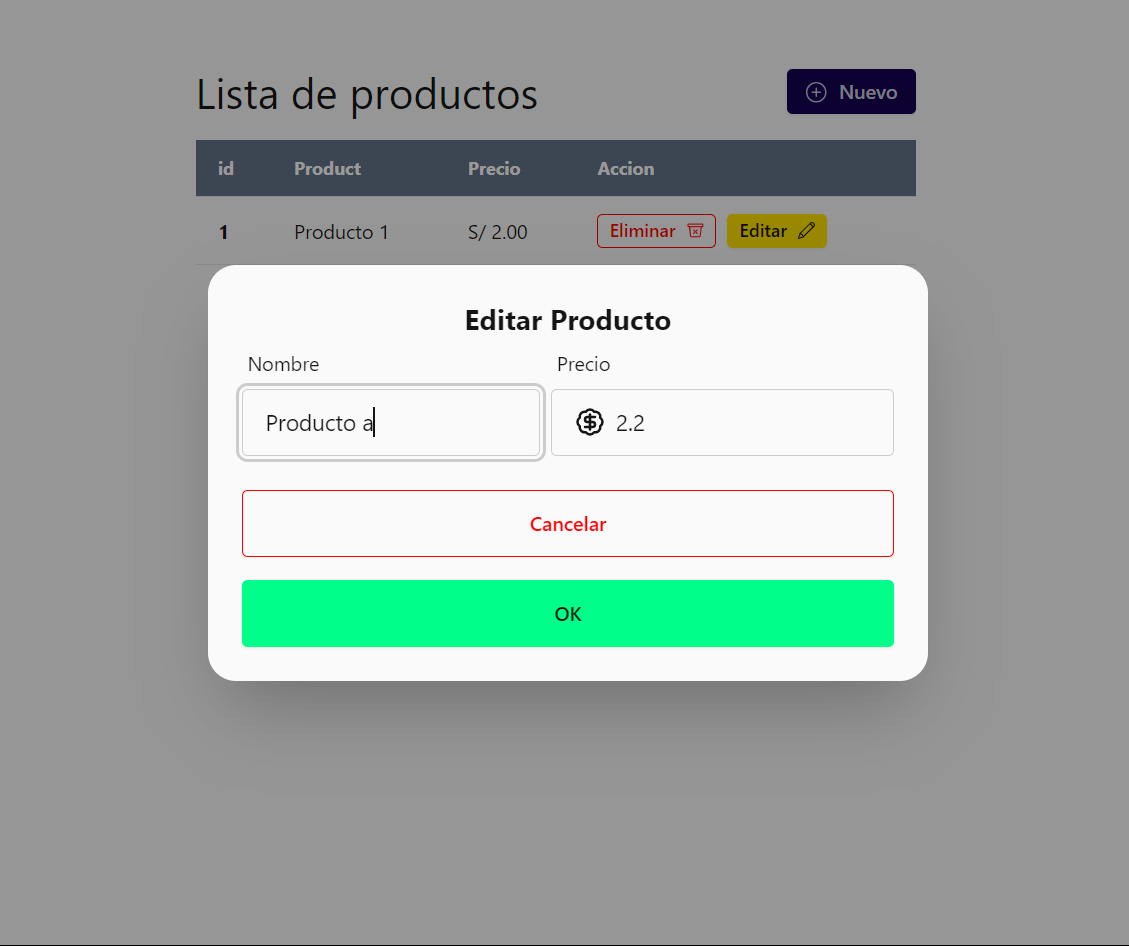 Lista de productos
Nuevo
id Product Precio Accion
1 Producto 1 S/ 2.00 Eliminar Editar
Editar Producto
Nombre Precio
Producto a $ 2.2
Cancelar
OK